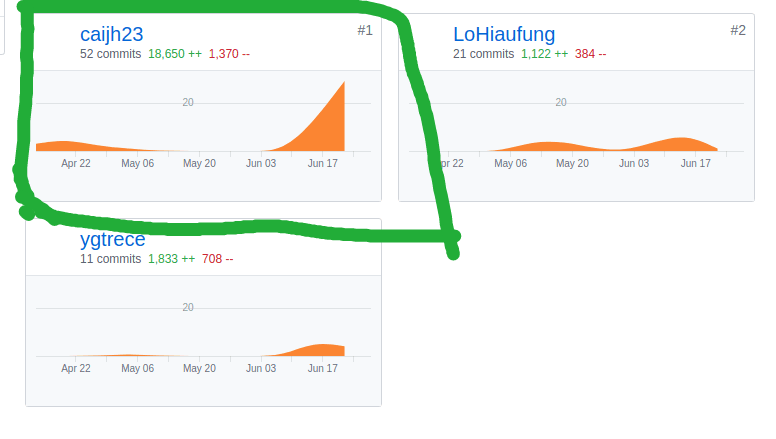 caijh23
#1
52 commits 18,650 ++ 1,370 --
20
Apr 22 May 06 May 20 Jun 03 Jun 17
LoHiaufung
#2
21 commits 1,122 ++ 384 --
20
22 May 06 May 20 Jun 03 Jun 17
ygtrece
11 commits 1,833 ++ 708 --
20
Apr 22 May 06 May 20 Jun 03 Jun 17